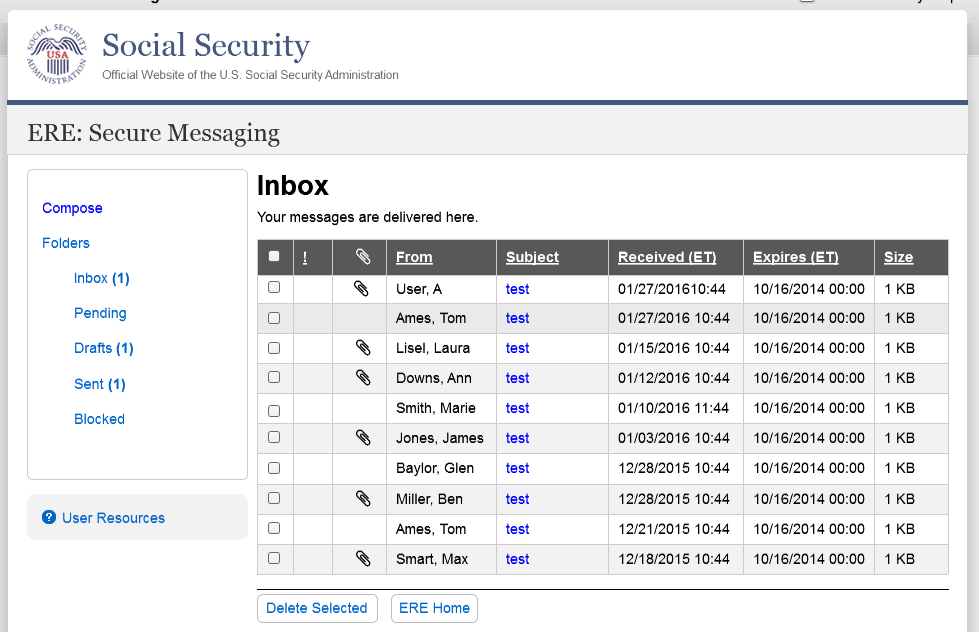 SOCIAL SECURITY ADMINISTRATION
USA
Social Security
Official Website of the U.S. Social Security Administration
ERE: Secure Messaging
Compose
Folders
Inbox (1)
Pending
Drafts (1)
Sent (1)
Blocked
? User Resources
Inbox
Your messages are delivered here.
! From Subject Received (ET) Expires (ET) Size
User, A test 01/27/201610:44 10/16/2014 00:00 1 KB
Ames, Tom test 01/27/2016 10:44 10/16/2014 00:00 1 KB
Lisel, Laura test 01/15/2016 10:44 10/16/2014 00:00 1 KB
Downs, Ann test 01/12/2016 10:44 10/16/2014 00:00 1 KB
Smith, Marie test 01/10/2016 11:44 10/16/2014 00:00 1 KB
Jones, James test 01/03/2016 10:44 10/16/2014 00:00 1 KB
Baylor, Glen test 12/28/2015 10:44 10/16/2014 00:00 1 KB
Miller, Ben test 12/28/2015 10:44 10/16/2014 00:00 1 KB
Ames, Tom test 12/21/2015 10:44 10/16/2014 00:00 1 KB
Smart, Max test 12/18/2015 10:44 10/16/2014 00:00 1 KB
Delete Selected ERE Home